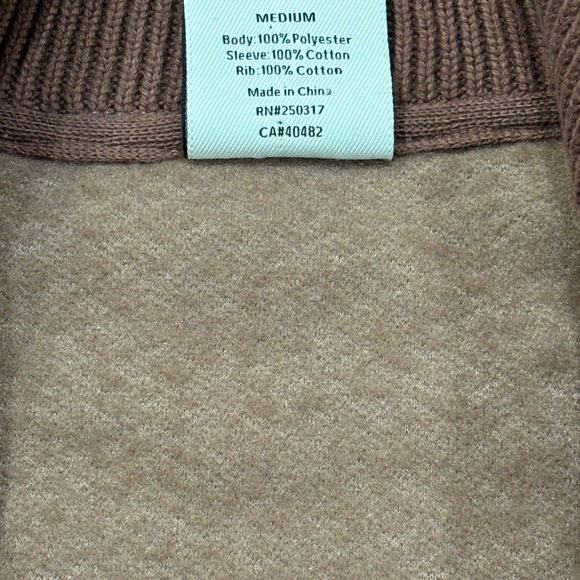 MEDIUM
Body:100% Polyester
Sleeve:100% Cotton
Rib:100% Cotton
Made in China
RN#250317
CA#40482